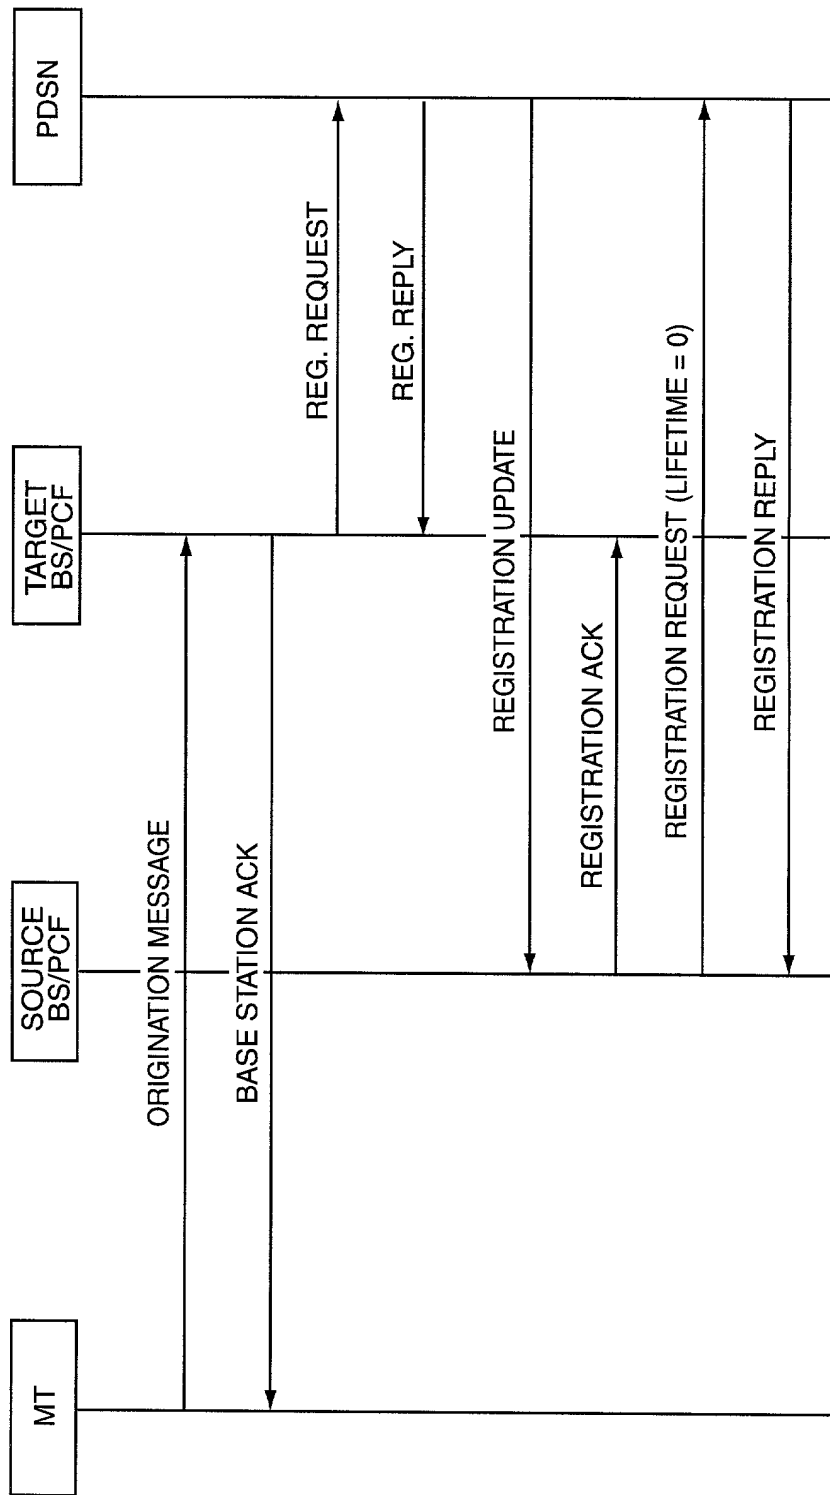 MT
SOURCE
BS/PCF
TARGET
BS/PCF
PDSN
ORIGINATION MESSAGE
BASE STATION ACK
REG. REQUEST
REG. REPLY
REGISTRATION UPDATE
REGISTRATION ACK
REGISTRATION REQUEST (LIFETIME = 0)
REGISTRATION REPLY